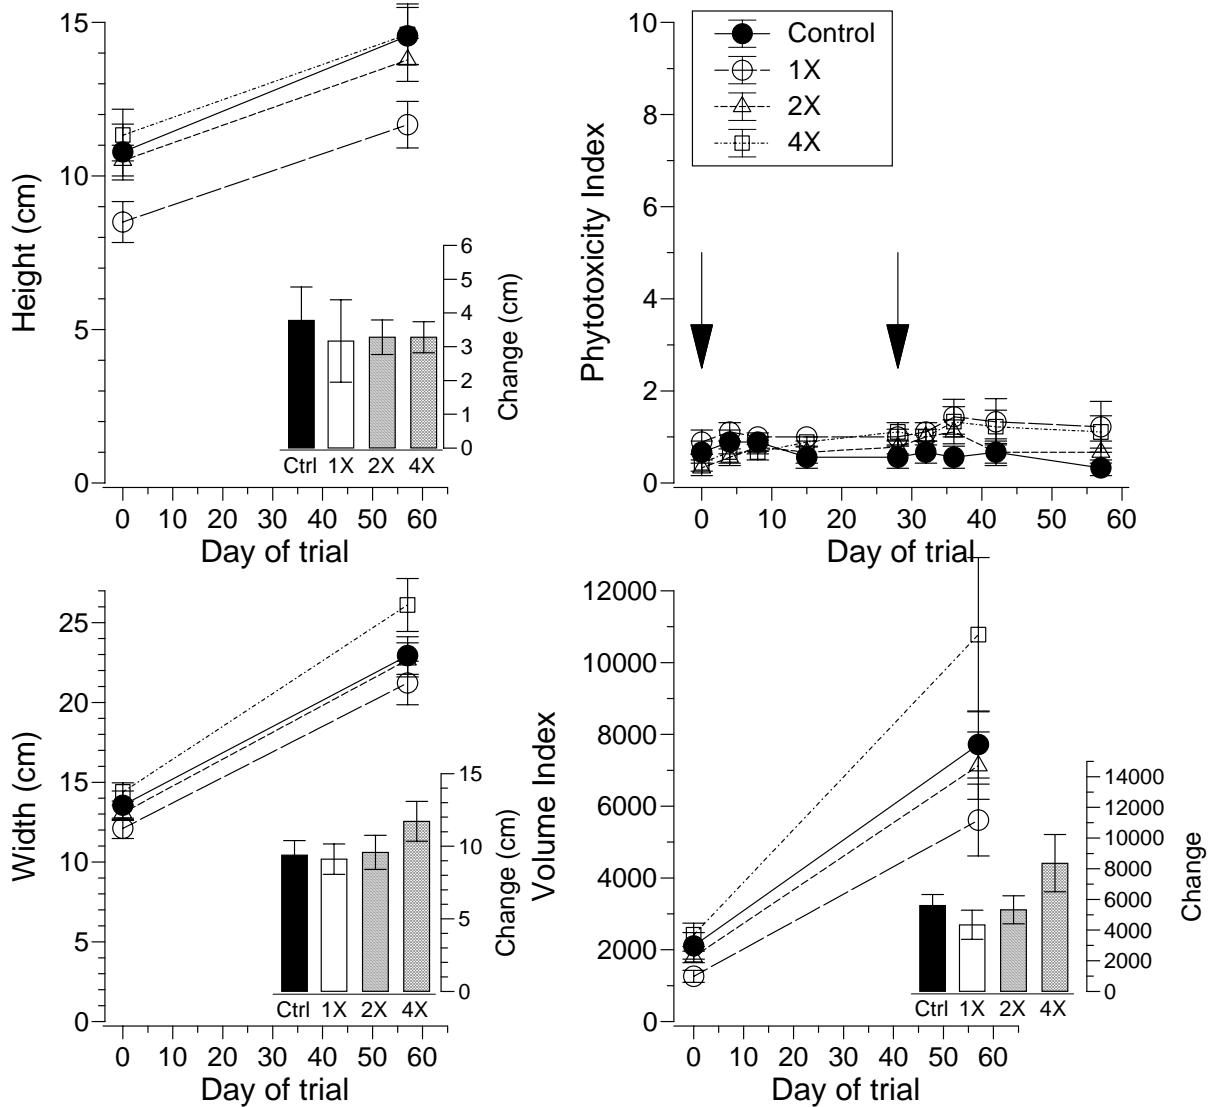 Height (cm)
15
10
5
0
0 10 20 30 40 50 60
Day of trial
6
5
4
3
2
1
0
Change (cm)
Ctrl 1X 2X 4X
Phytotoxicity Index
10
8
6
4
2
0
0 10 20 30 40 50 60
Day of trial
Control
1X
2X
4X
Width (cm)
25
20
15
10
5
0
0 10 20 30 40 50 60
Day of trial
15
10
5
0
Change (cm)
Ctrl 1X 2X 4X
Volume Index
12000
10000
8000
6000
4000
2000
0
0 10 20 30 40 50 60
Day of trial
14000
12000
10000
8000
6000
4000
2000
0
Change
Ctrl 1X 2X 4X